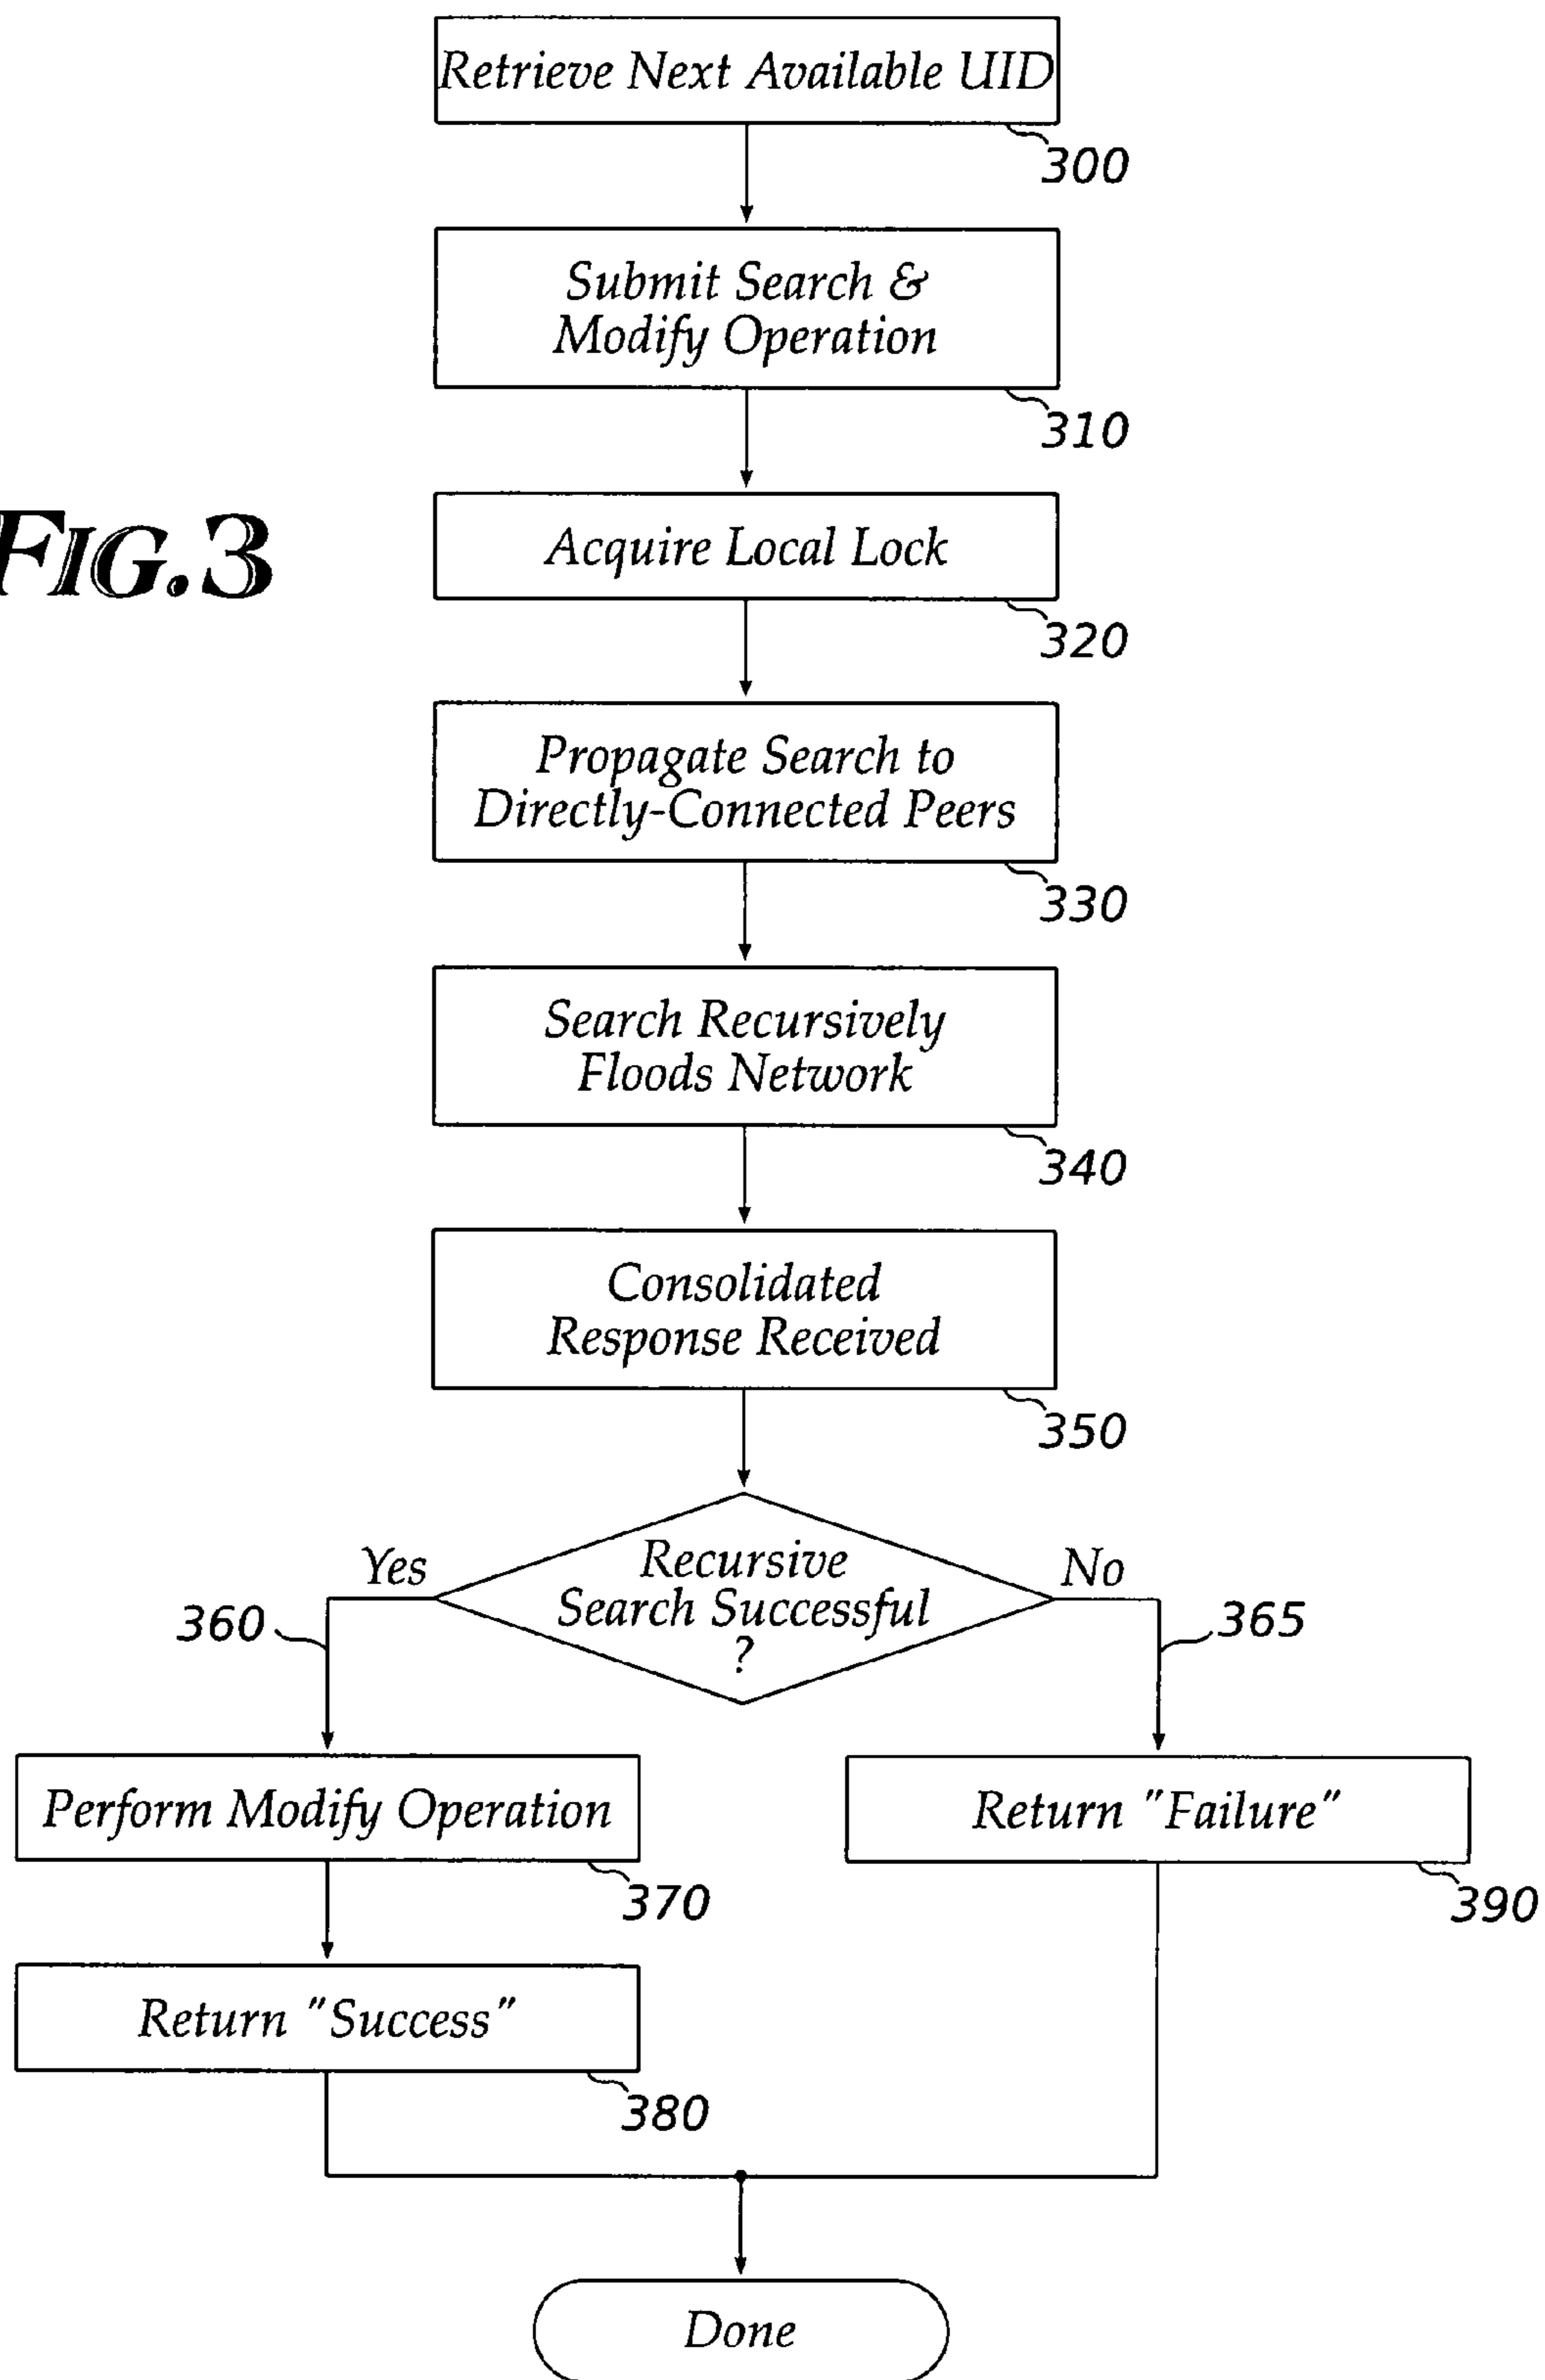 Retrieve Next Available UID
300
Submit Search &
Modify Operation
310
FIG.3
Acquire Local Lock
320
Propagate Search to
Directly-Connected Peers
330
Search Recursively
Floods Network
340
Consolidated
Response Received
350
Yes
Recursive
Search Successful
?
No
360
365
Perform Modify Operation
370
Return "Failure"
390
Return "Success"
380
Done